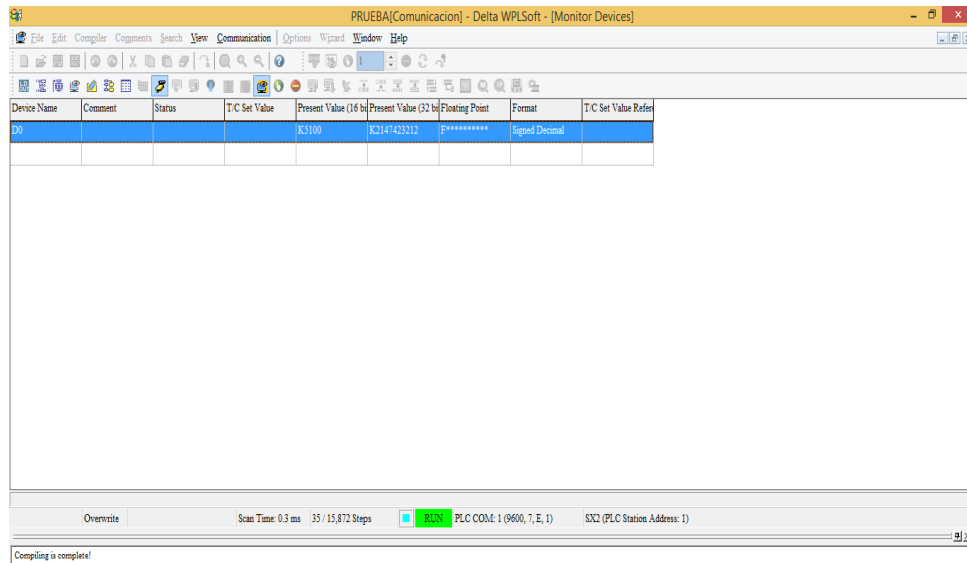 PRUEBA[Comunicacion] - Delta WPLSoft - [Monitor Devices]
File Edit Compiler Comments Search View Communication Options Wizard Window Help
1
Device Name Comment Status T/C Set Value Present Value (16 bi Present Value (32 bi Floating Point Format T/C Set Value Refere
D0 K5100 K2147423212 F********** Signed Decimal
Overwrite Scan Time: 0.3 ms 35 / 15,872 Steps RUN PLC COM: 1 (9600, 7, E, 1) SX2 (PLC Station Address: 1)
Compiling is complete!